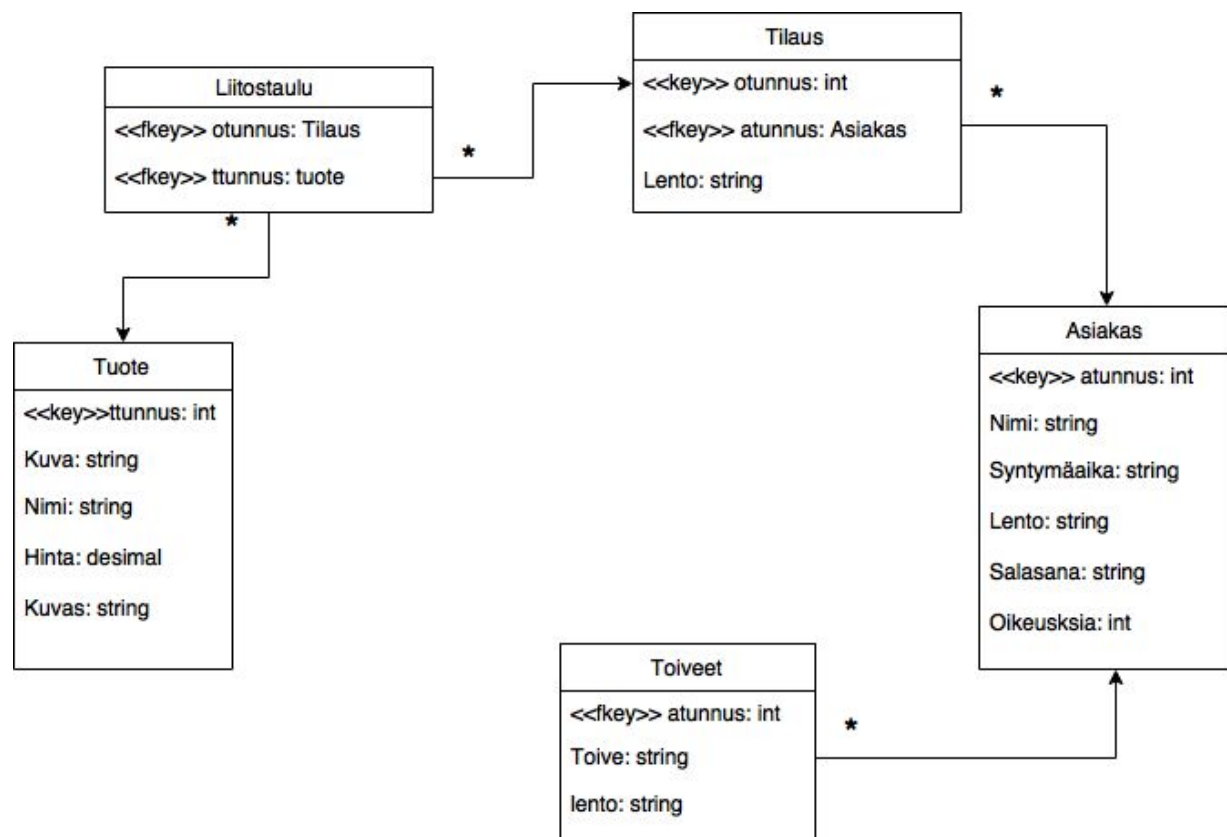 Liitostaulu
<<fkey>> otunnus: Tilaus
<<fkey>> ttunnus: tuote
*
*
Tilaus
<<key>> otunnus: int
<<fkey>> atunnus: Asiakas
Lento: string
*
Tuote
<<key>>ttunnus: int
Kuva: string
Nimi: string
Hinta: desimal
Kuvas: string
Asiakas
<<key>> atunnus: int
Nimi: string
Syntymäaika: string
Lento: string
Salasana: string
Oikeusksia: int
Toiveet
<<fkey>> atunnus: int
Toive: string
lento: string
*